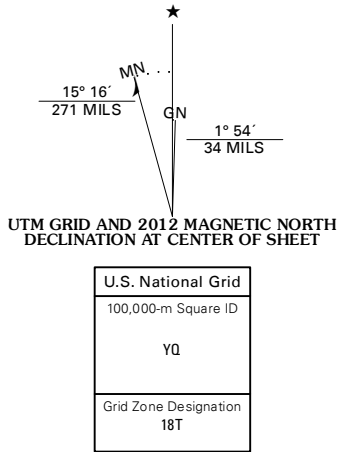 ★
MN
15° 16´
271 MILS
GN
1° 54´
34 MILS
UTM GRID AND 2012 MAGNETIC NORTH
DECLINATION AT CENTER OF SHEET
U.S. National Grid
100,000-m Square ID
YQ
Grid Zone Designation
18T